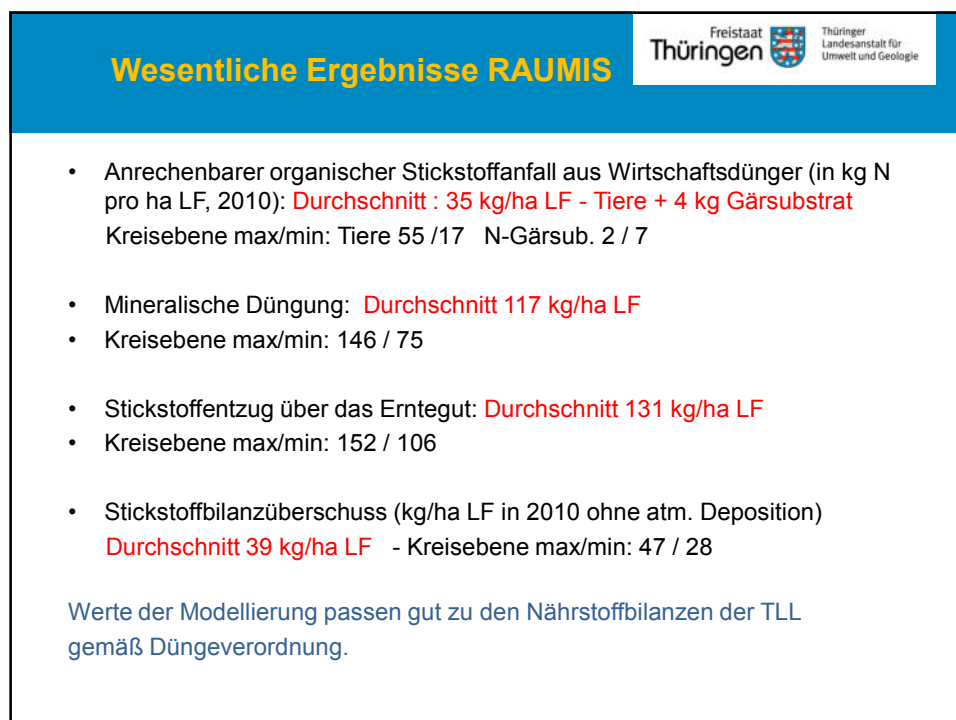 Wesentliche Ergebnisse RAUMIS
Freistaat
Thüringen
Thüringer
Landesanstalt für
Umwelt und Geologie
• Anrechenbarer organischer Stickstoffanfall aus Wirtschaftsdünger (in kg N
pro ha LF, 2010): Durchschnitt : 35 kg/ha LF - Tiere + 4 kg Gärsubstrat
Kreisebene max/min: Tiere 55 /17 N-Gärsub. 2 / 7
• Mineralische Düngung: Durchschnitt 117 kg/ha LF
• Kreisebene max/min: 146 / 75
• Stickstoffentzug über das Erntegut: Durchschnitt 131 kg/ha LF
• Kreisebene max/min: 152 / 106
• Stickstoffbilanzüberschuss (kg/ha LF in 2010 ohne atm. Deposition)
Durchschnitt 39 kg/ha LF - Kreisebene max/min: 47 / 28
Werte der Modellierung passen gut zu den Nährstoffbilanzen der TLL
gemäß Düngeverordnung.